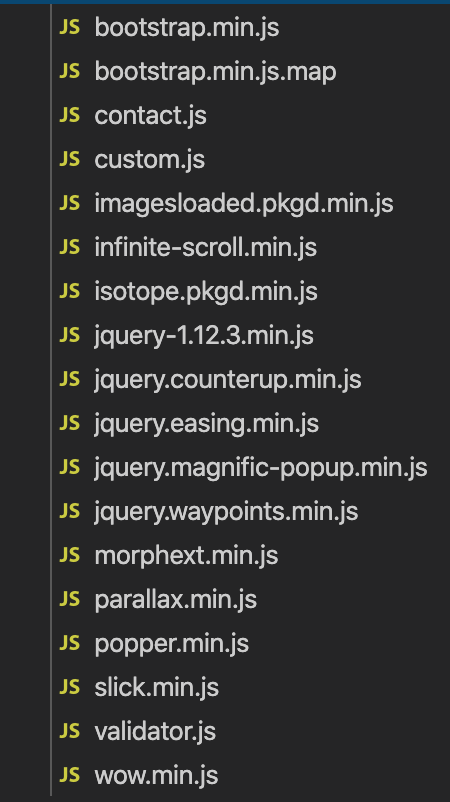 JS bootstrap.min.js
JS bootstrap.min.js.map
JS contact.js
JS custom.js
JS imagesloaded.pkgd.min.js
JS infinite-scroll.min.js
JS isotope.pkgd.min.js
JS jquery-1.12.3.min.js
JS jquery.counterup.min.js
JS jquery.easing.min.js
JS jquery.magnific-popup.min.js
JS jquery.waypoints.min.js
JS morphext.min.js
JS parallax.min.js
JS popper.min.js
JS slick.min.js
JS validator.js
JS wow.min.js